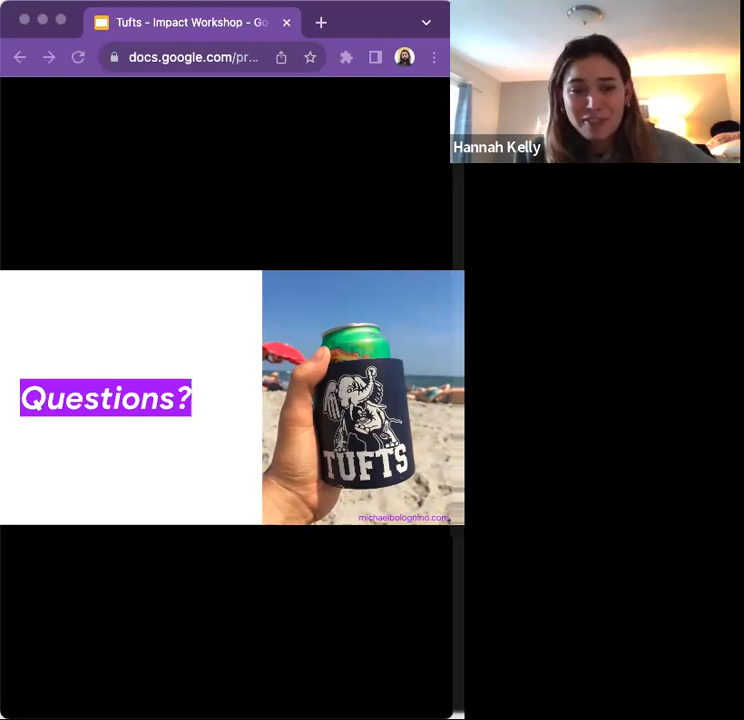 Tufts - Impact Workshop - Go
docs.google.com/pr...
Hannah Kelly
Questions?
TUFTS
michaelbolognino.com